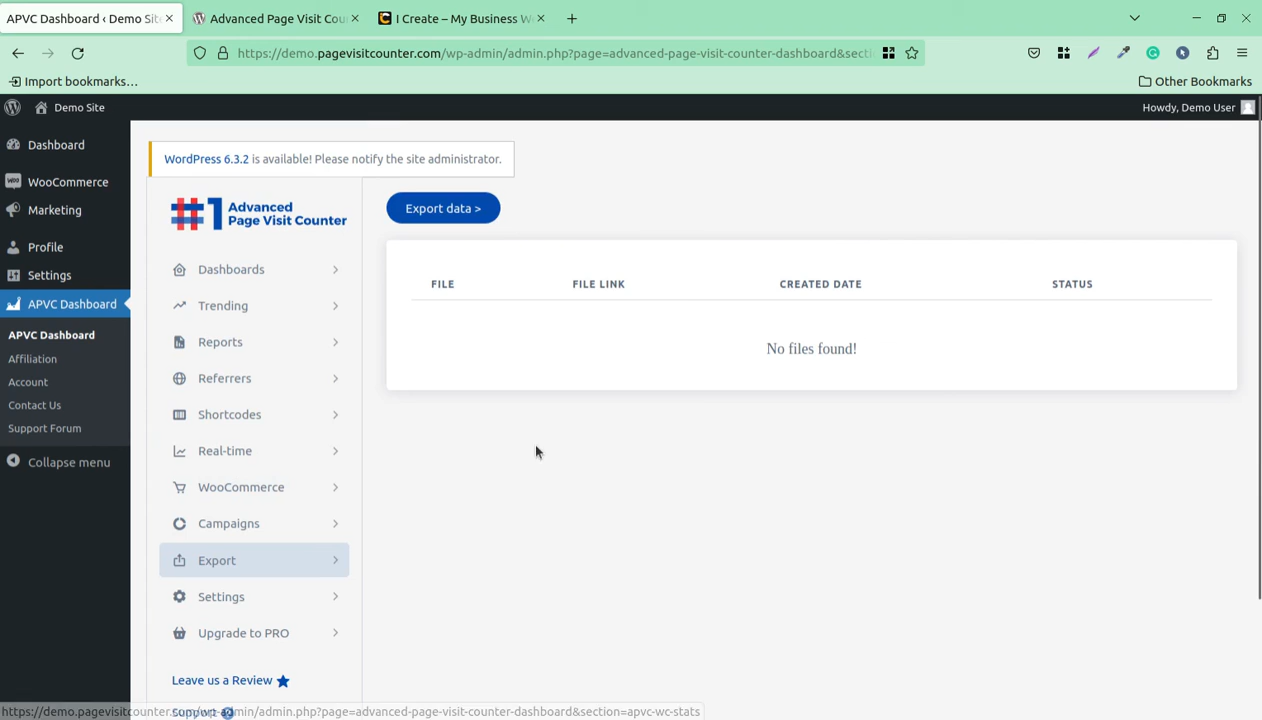 APVC Dashboard ‹ Demo Sit
Advanced Page Visit Cou
I Create – My Business W
https://demo.pagevisitcounter.com/wp-admin/admin.php?page=advanced-page-visit-counter-dashboard&secti
Import bookmarks…
Other Bookmarks
Demo Site
Howdy, Demo User
Dashboard
WooCommerce
Marketing
Profile
Settings
APVC Dashboard
APVC Dashboard
Affiliation
Account
Contact Us
Support Forum
Collapse menu
WordPress 6.3.2 is available! Please notify the site administrator.
#1 Advanced
Page Visit Counter
Dashboards
Trending
Reports
Referrers
Shortcodes
Real-time
WooCommerce
Campaigns
Export
Settings
Upgrade to PRO
Leave us a Review
Support
Export data >
FILE FILE LINK CREATED DATE STATUS
No files found!
https://demo.pagevisitcounter.com/wp-admin/admin.php?page=advanced-page-visit-counter-dashboard&section=apvc-wc-stats